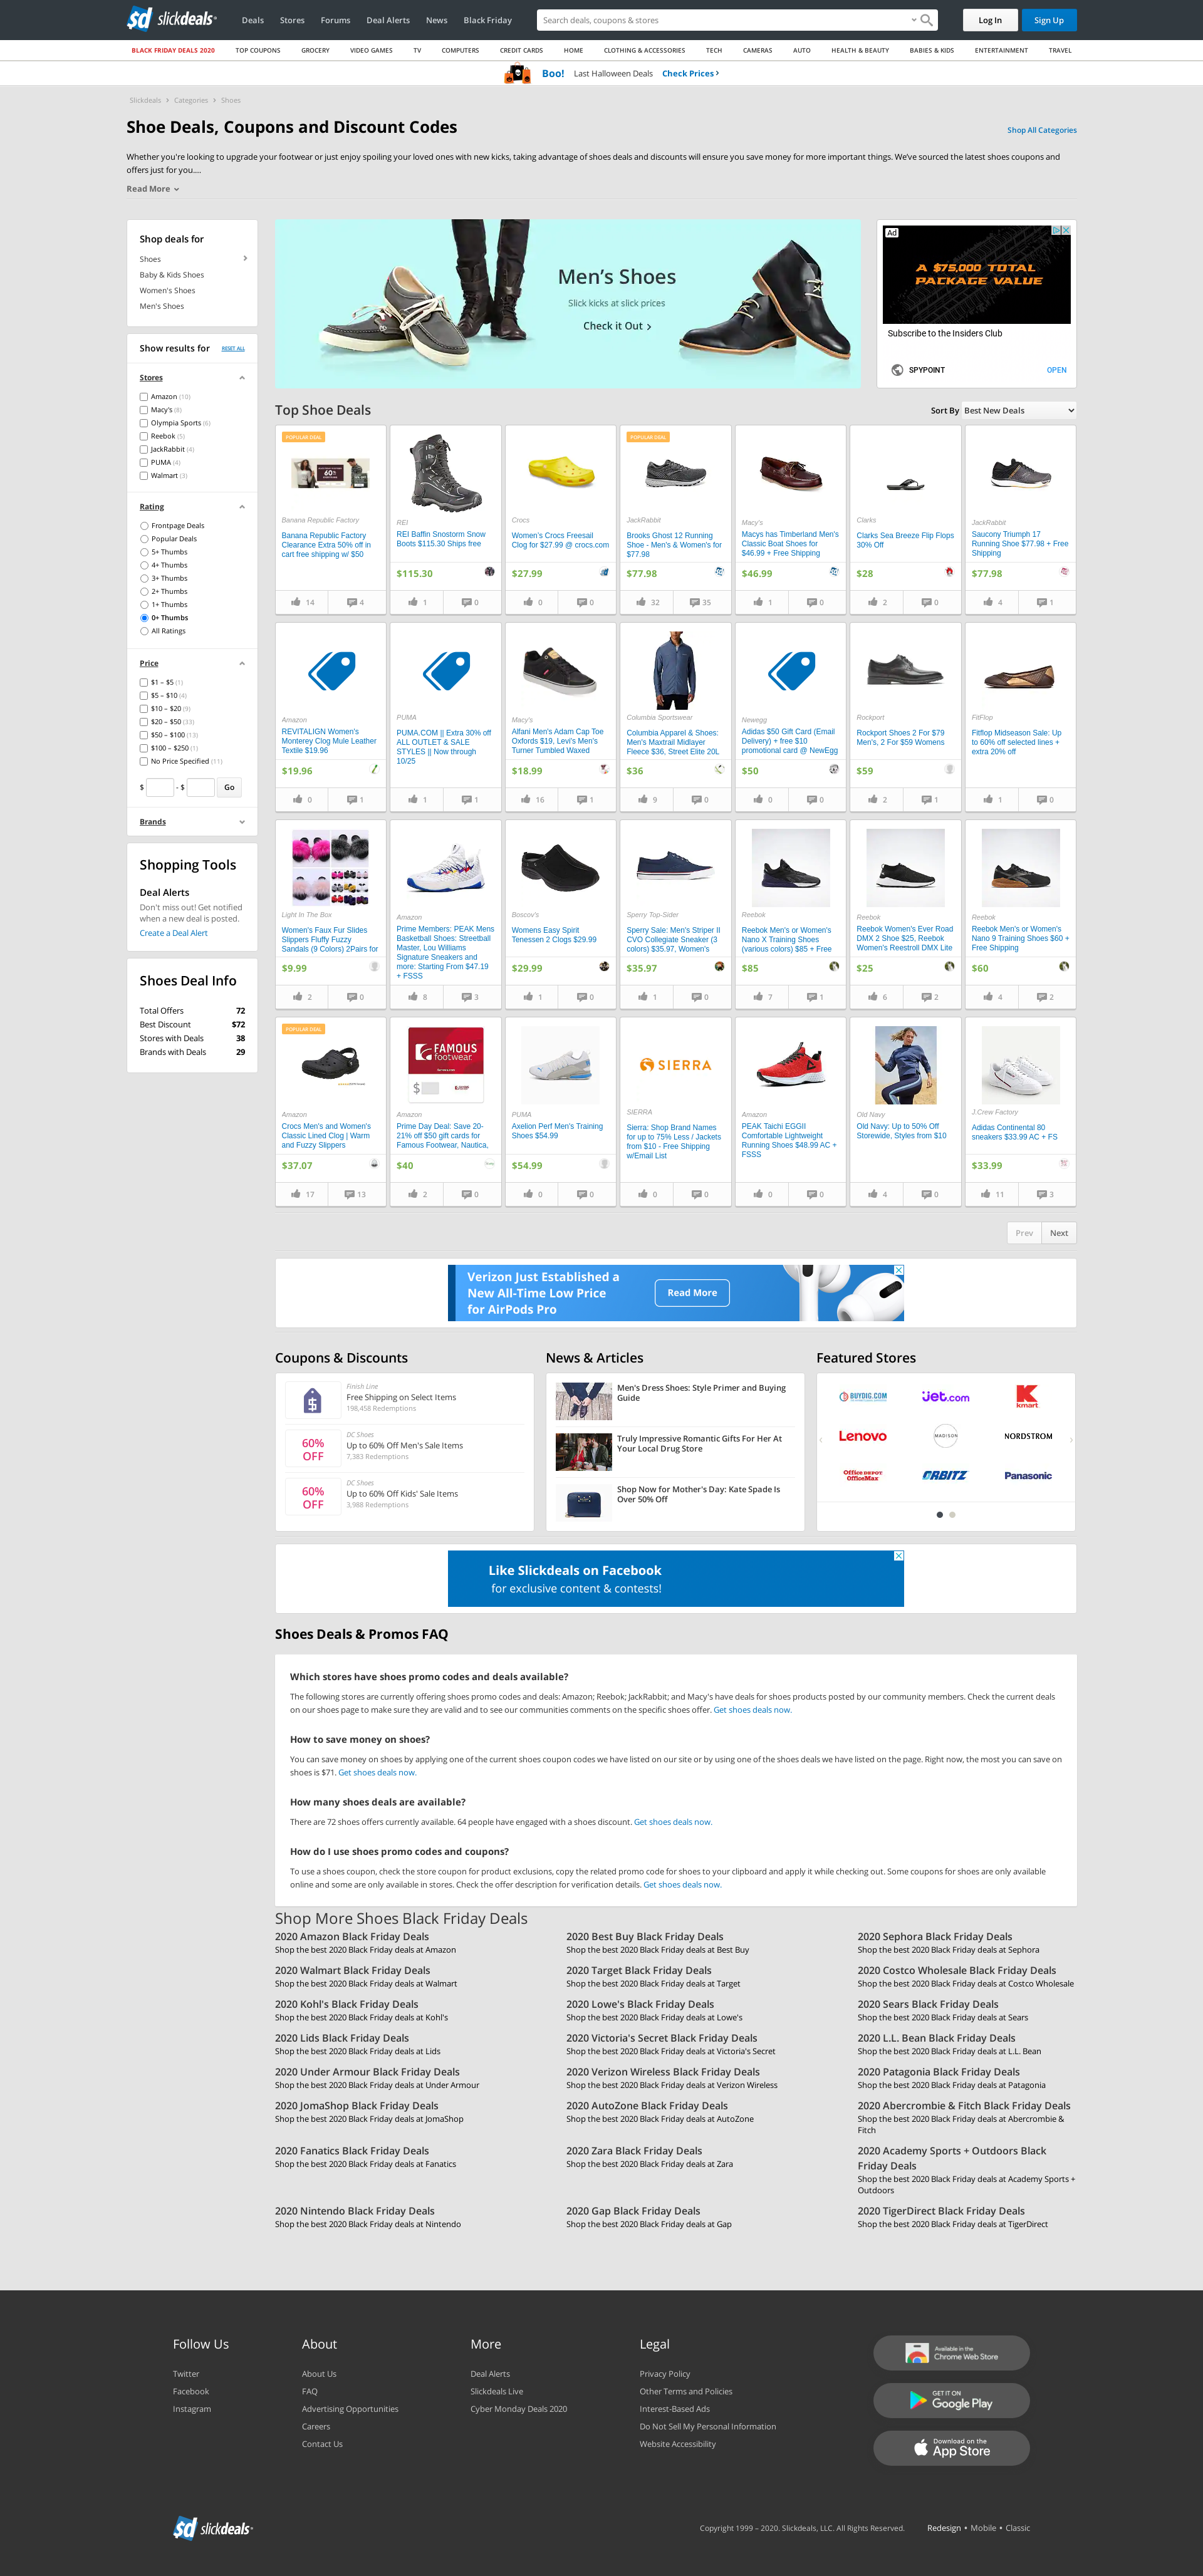 slickdeals
Deals Stores Forums Deal Alerts News Black Friday
Search deals, coupons & stores
Log In Sign Up
BLACK FRIDAY DEALS 2020 TOP COUPONS GROCERY VIDEO GAMES TV COMPUTERS CREDIT CARDS HOME CLOTHING & ACCESSORIES TECH CAMERAS AUTO HEALTH & BEAUTY BABIES & KIDS ENTERTAINMENT TRAVEL
Boo! Last Halloween Deals Check Prices
Slickdeals Categories Shoes
Shoe Deals, Coupons and Discount Codes
Shop All Categories
Whether you're looking to upgrade your footwear or just enjoy spoiling your loved ones with new kicks, taking advantage of shoes deals and discounts will ensure you save money for more important things. We've sourced the latest shoes coupons and
offers just for you....
Read More
Shop deals for
Shoes
Baby & Kids Shoes
Women's Shoes
Men's Shoes
Show results for RESET ALL
Stores
Amazon (10)
Macy's (8)
Olympia Sports (6)
Reebok (5)
JackRabbit (4)
PUMA (4)
Walmart (3)
Rating
Frontpage Deals
Popular Deals
5+ Thumbs
4+ Thumbs
3+ Thumbs
2+ Thumbs
1+ Thumbs
0+ Thumbs
All Ratings
Price
$1 – $5 (1)
$5 – $10 (4)
$10 – $20 (9)
$20 – $50 (33)
$50 – $100 (13)
$100 – $250 (1)
No Price Specified (11)
$ - $ Go
Brands
Shopping Tools
Deal Alerts
Don't miss out! Get notified
when a new deal is posted.
Create a Deal Alert
Shoes Deal Info
Total Offers 72
Best Discount $72
Stores with Deals 38
Brands with Deals 29
Men's Shoes
Slick kicks at slick prices
Check it Out
Ad
A $75,000 TOTAL
PACKAGE VALUE
Subscribe to the Insiders Club
SPYPOINT OPEN
Top Shoe Deals
Sort By Best New Deals
POPULAR DEAL
60%
Banana Republic Factory
Banana Republic Factory
Clearance Extra 50% off in
cart free shipping w/ $50
14 4
REI
REI Baffin Snostorm Snow
Boots $115.30 Ships free
$115.30
1 0
Crocs
Women's Crocs Freesail
Clog for $27.99 @ crocs.com
$27.99
0 0
POPULAR DEAL
JackRabbit
Brooks Ghost 12 Running
Shoe - Men's & Women's for
$77.98
$77.98
32 35
Macy's
Macys has Timberland Men's
Classic Boat Shoes for
$46.99 + Free Shipping
$46.99
1 0
Clarks
Clarks Sea Breeze Flip Flops
30% Off
$28
2 0
JackRabbit
Saucony Triumph 17
Running Shoe $77.98 + Free
Shipping
$77.98
4 1
Amazon
REVITALIGN Women's
Monterey Clog Mule Leather
Textile $19.96
$19.96
0 1
PUMA
PUMA.COM || Extra 30% off
ALL OUTLET & SALE
STYLES || Now through
10/25
1 1
Macy's
Alfani Men's Adam Cap Toe
Oxfords $19, Levi's Men's
Turner Tumbled Waxed
$18.99
16 1
Columbia Sportswear
Columbia Apparel & Shoes:
Men's Maxtrail Midlayer
Fleece $36, Street Elite 20L
$36
9 0
Newegg
Adidas $50 Gift Card (Email
Delivery) + free $10
promotional card @ NewEgg
$50
0 0
Rockport
Rockport Shoes 2 For $79
Men's, 2 For $59 Womens
$59
2 1
FitFlop
Fitflop Midseason Sale: Up
to 60% off selected lines +
extra 20% off
1 0
Light In The Box
Women's Faux Fur Slides
Slippers Fluffy Fuzzy
Sandals (9 Colors) 2Pairs for
$9.99
2 0
Amazon
Prime Members: PEAK Mens
Basketball Shoes: Streetball
Master, Lou Williams
Signature Sneakers and
more: Starting From $47.19
+ FSSS
8 3
Boscov's
Womens Easy Spirit
Tenessen 2 Clogs $29.99
$29.99
1 0
Sperry Top-Sider
Sperry Sale: Men's Striper II
CVO Collegiate Sneaker (3
colors) $35.97, Women's
$35.97
1 0
Reebok
Reebok Men's or Women's
Nano X Training Shoes
(various colors) $85 + Free
$85
7 1
Reebok
Reebok Women's Ever Road
DMX 2 Shoe $25, Reebok
Women's Reestroll DMX Lite
$25
6 2
Reebok
Reebok Men's or Women's
Nano 9 Training Shoes $60 +
Free Shipping
$60
4 2
POPULAR DEAL
Amazon
Crocs Men's and Women's
Classic Lined Clog | Warm
and Fuzzy Slippers
$37.07
17 13
FAMOUS
footwear
$
Amazon
Prime Day Deal: Save 20-
21% off $50 gift cards for
Famous Footwear, Nautica,
$40
2 0
PUMA
Axelion Perf Men's Training
Shoes $54.99
$54.99
0 0
SIERRA
SIERRA
Sierra: Shop Brand Names
for up to 75% Less / Jackets
from $10 - Free Shipping
w/Email List
0 0
Amazon
PEAK Taichi EGGII
Comfortable Lightweight
Running Shoes $48.99 AC +
FSSS
0 0
Old Navy
Old Navy: Up to 50% Off
Storewide, Styles from $10
4 0
J.Crew Factory
Adidas Continental 80
sneakers $33.99 AC + FS
$33.99
11 3
Prev Next
Verizon Just Established a
New All-Time Low Price
for AirPods Pro
Read More
Coupons & Discounts
Finish Line
Free Shipping on Select Items
198,458 Redemptions
60%
OFF
DC Shoes
Up to 60% Off Men's Sale Items
7,383 Redemptions
60%
OFF
DC Shoes
Up to 60% Off Kids' Sale Items
3,988 Redemptions
News & Articles
Men's Dress Shoes: Style Primer and Buying
Guide
Truly Impressive Romantic Gifts For Her At
Your Local Drug Store
Shop Now for Mother's Day: Kate Spade Is
Over 50% Off
Featured Stores
BUYDIG.COM jet.com kmart
Lenovo MADISON NORDSTROM
Office DEPOT
OfficeMax
ORBITZ Panasonic
Like Slickdeals on Facebook
for exclusive content & contests!
Shoes Deals & Promos FAQ
Which stores have shoes promo codes and deals available?
The following stores are currently offering shoes promo codes and deals: Amazon; Reebok; JackRabbit; and Macy's have deals for shoes products posted by our community members. Check the current deals
on our shoes page to make sure they are valid and to see our communities comments on the specific shoes offer. Get shoes deals now.
How to save money on shoes?
You can save money on shoes by applying one of the current shoes coupon codes we have listed on our site or by using one of the shoes deals we have listed on the page. Right now, the most you can save on
shoes is $71. Get shoes deals now.
How many shoes deals are available?
There are 72 shoes offers currently available. 64 people have engaged with a shoes discount. Get shoes deals now.
How do I use shoes promo codes and coupons?
To use a shoes coupon, check the store coupon for product exclusions, copy the related promo code for shoes to your clipboard and apply it while checking out. Some coupons for shoes are only available
online and some are only available in stores. Check the offer description for verification details. Get shoes deals now.
Shop More Shoes Black Friday Deals
2020 Amazon Black Friday Deals
Shop the best 2020 Black Friday deals at Amazon
2020 Best Buy Black Friday Deals
Shop the best 2020 Black Friday deals at Best Buy
2020 Sephora Black Friday Deals
Shop the best 2020 Black Friday deals at Sephora
2020 Walmart Black Friday Deals
Shop the best 2020 Black Friday deals at Walmart
2020 Target Black Friday Deals
Shop the best 2020 Black Friday deals at Target
2020 Costco Wholesale Black Friday Deals
Shop the best 2020 Black Friday deals at Costco Wholesale
2020 Kohl's Black Friday Deals
Shop the best 2020 Black Friday deals at Kohl's
2020 Lowe's Black Friday Deals
Shop the best 2020 Black Friday deals at Lowe's
2020 Sears Black Friday Deals
Shop the best 2020 Black Friday deals at Sears
2020 Lids Black Friday Deals
Shop the best 2020 Black Friday deals at Lids
2020 Victoria's Secret Black Friday Deals
Shop the best 2020 Black Friday deals at Victoria's Secret
2020 L.L. Bean Black Friday Deals
Shop the best 2020 Black Friday deals at L.L. Bean
2020 Under Armour Black Friday Deals
Shop the best 2020 Black Friday deals at Under Armour
2020 Verizon Wireless Black Friday Deals
Shop the best 2020 Black Friday deals at Verizon Wireless
2020 Patagonia Black Friday Deals
Shop the best 2020 Black Friday deals at Patagonia
2020 JomaShop Black Friday Deals
Shop the best 2020 Black Friday deals at JomaShop
2020 AutoZone Black Friday Deals
Shop the best 2020 Black Friday deals at AutoZone
2020 Abercrombie & Fitch Black Friday Deals
Shop the best 2020 Black Friday deals at Abercrombie &
Fitch
2020 Fanatics Black Friday Deals
Shop the best 2020 Black Friday deals at Fanatics
2020 Zara Black Friday Deals
Shop the best 2020 Black Friday deals at Zara
2020 Academy Sports + Outdoors Black
Friday Deals
Shop the best 2020 Black Friday deals at Academy Sports +
Outdoors
2020 Nintendo Black Friday Deals
Shop the best 2020 Black Friday deals at Nintendo
2020 Gap Black Friday Deals
Shop the best 2020 Black Friday deals at Gap
2020 TigerDirect Black Friday Deals
Shop the best 2020 Black Friday deals at TigerDirect
Follow Us
Twitter
Facebook
Instagram
About
About Us
FAQ
Advertising Opportunities
Careers
Contact Us
More
Deal Alerts
Slickdeals Live
Cyber Monday Deals 2020
Legal
Privacy Policy
Other Terms and Policies
Interest-Based Ads
Do Not Sell My Personal Information
Website Accessibility
Available in the
Chrome Web Store
GET IT ON
Google Play
Download on the
App Store
slickdeals
Copyright 1999 – 2020. Slickdeals, LLC. All Rights Reserved. Redesign • Mobile • Classic